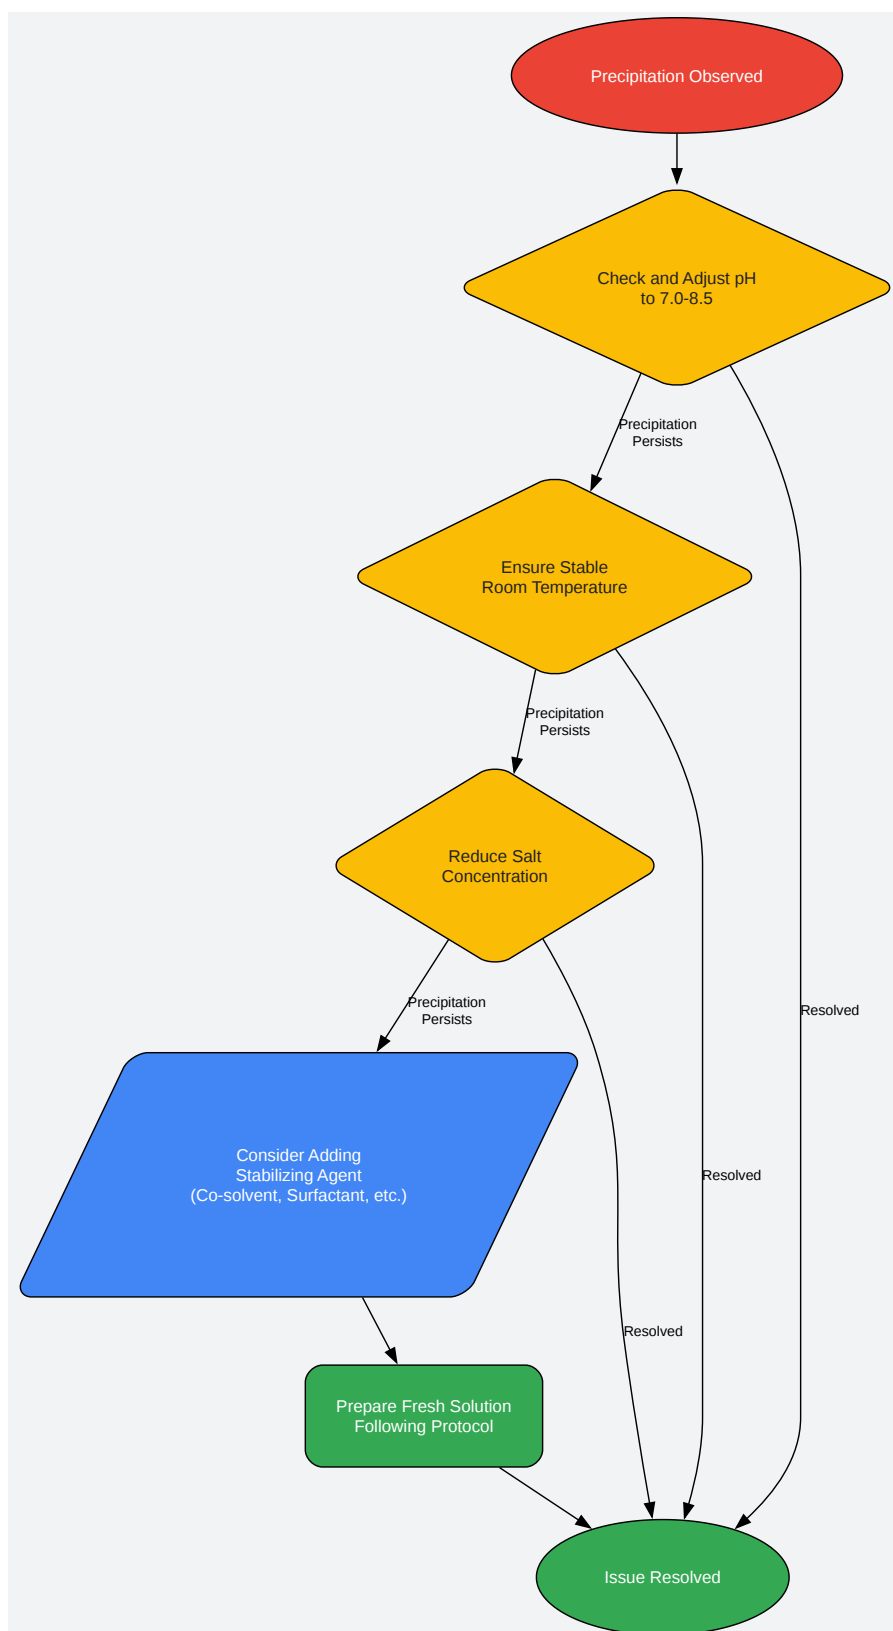 Precipitation Observed
Check and Adjust pH
to 7.0-8.5
Precipitation
Persists
Ensure Stable
Room Temperature
Precipitation
Persists
Reduce Salt
Concentration
Precipitation
Persists
Resolved
Consider Adding
Stabilizing Agent
(Co-solvent, Surfactant, etc.)
Resolved
Resolved
Prepare Fresh Solution
Following Protocol
Issue Resolved